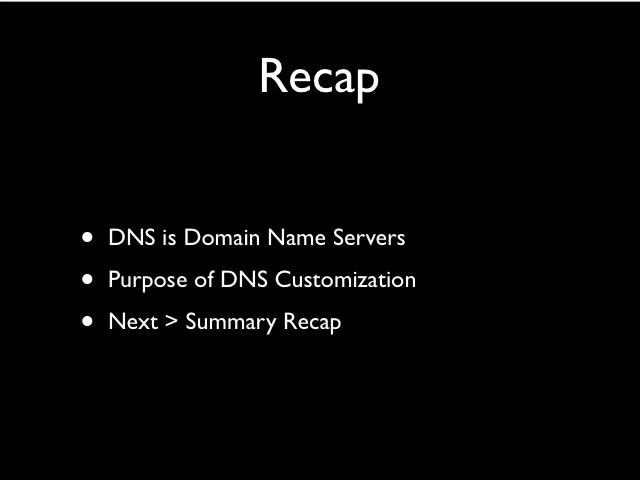 Recap
• DNS is Domain Name Servers
• Purpose of DNS Customization
• Next > Summary Recap